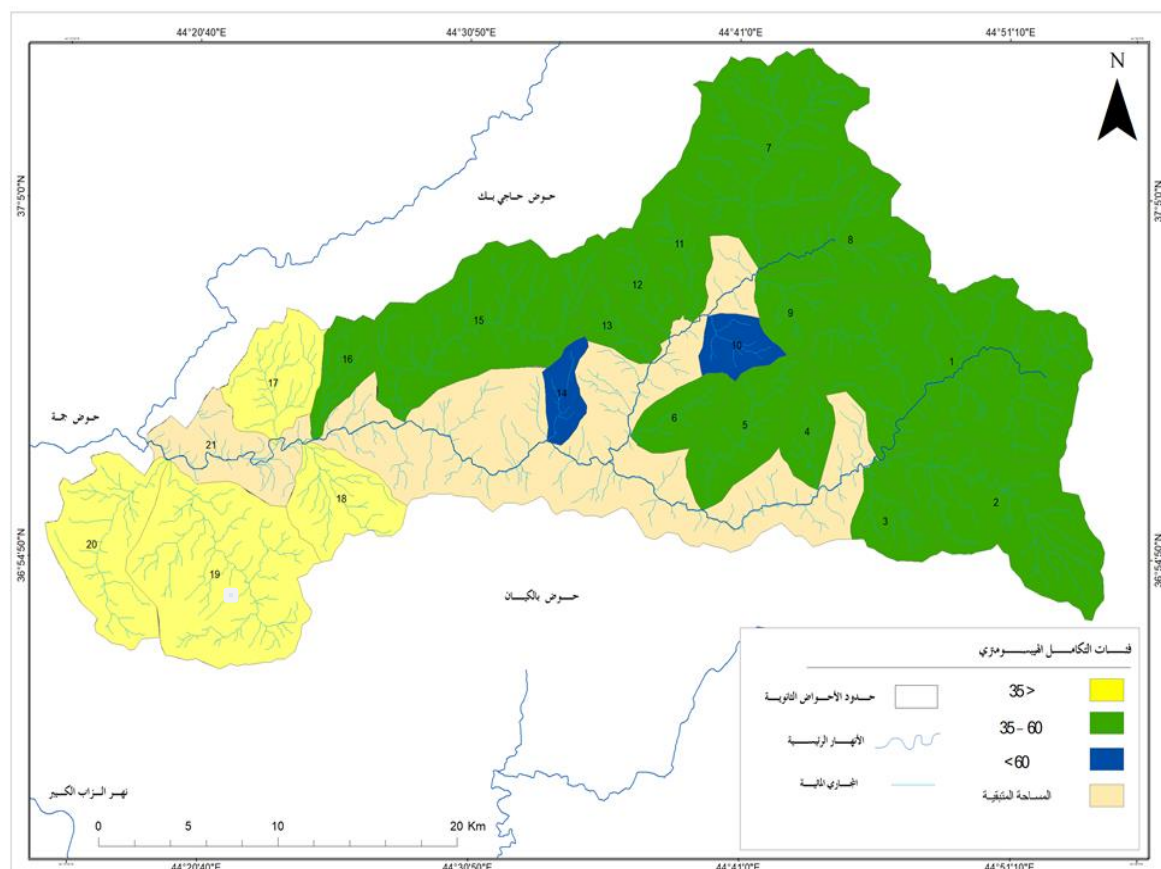 44°20'40"E 44°30'50"E 44°41'0"E 44°51'10"E
N
37°5'0"N 37°5'0"N
حوض حاجي بك
7
8
11
12
15
13
9
16
10
1
17
14
حوض جمة
6
5
4
21
18
2
3
20
19
36°54'50"N 36°54'50"N
حوض بالكيان
فئات التكامل الهيبسومتري
حدود الأحواض الثانوية
35 >
الأنهار الرئيسية
35 – 60
المجاري المائية
< 60
المساحة المتبقية
نهر الزاب الكبير
0 5 10 20 Km
44°20'40"E 44°30'50"E 44°41'0"E 44°51'10"E